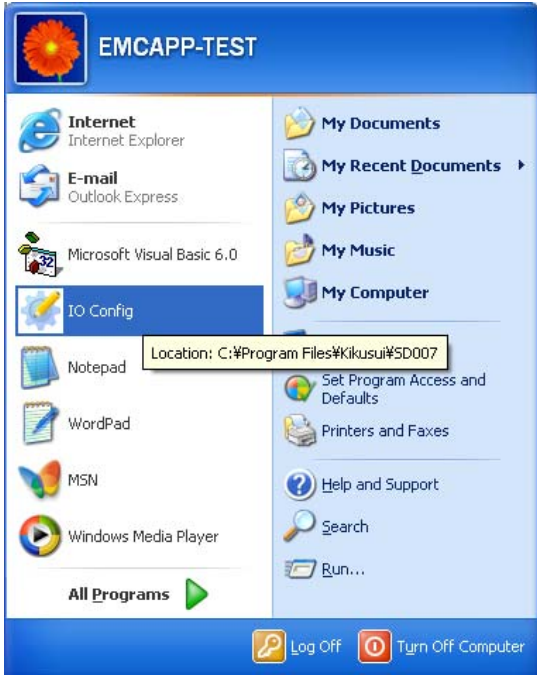 EMCAPP-TEST
Internet
Internet Explorer
E-mail
Outlook Express
Microsoft Visual Basic 6.0
IO Config
Location: C:¥Program Files¥Kikusui¥SD007
Notepad
WordPad
MSN
Windows Media Player
All Programs
My Documents
My Recent Documents
My Pictures
My Music
My Computer
Set Program Access and
Defaults
Printers and Faxes
Help and Support
Search
Run...
Log Off
Turn Off Computer
32